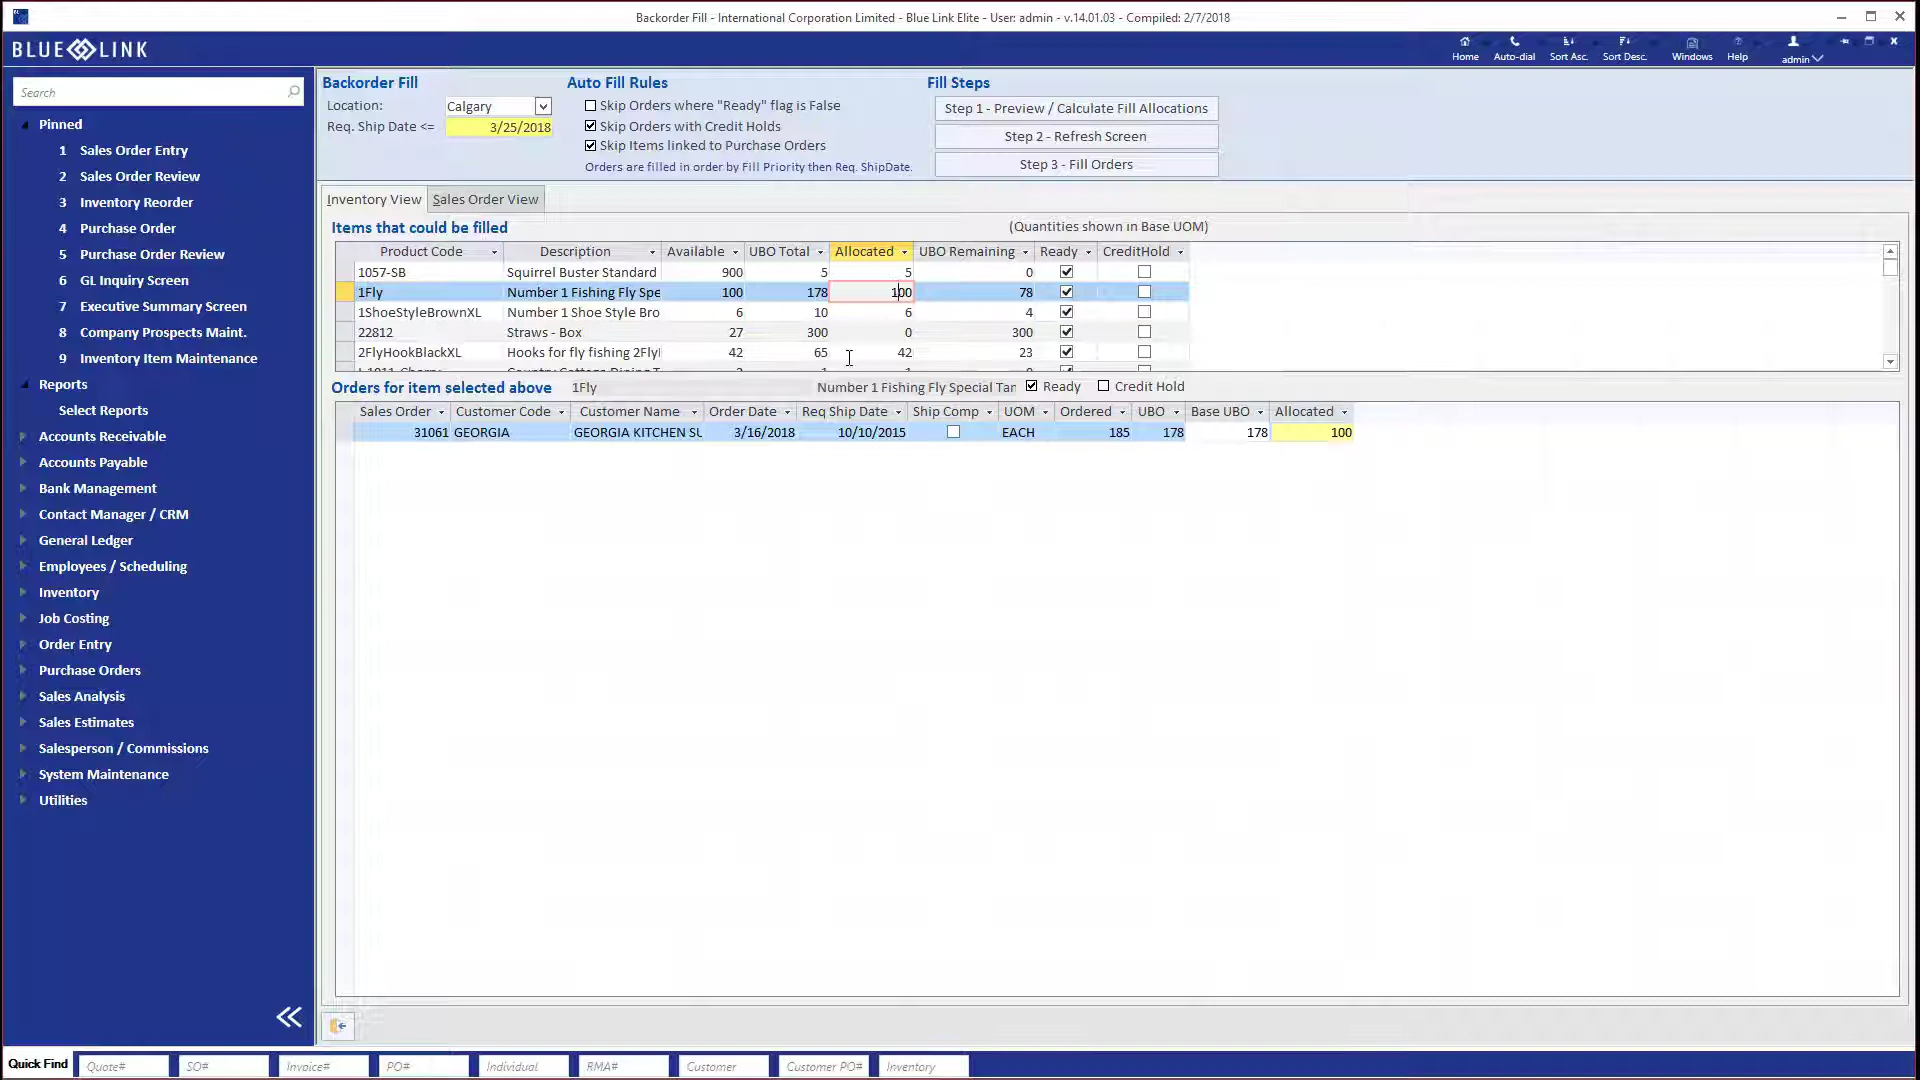 Backorder Fill - International Corporation Limited - Blue Link Elite - User: admin - v.14.01.03 - Compiled: 2/7/2018
BLUE LINK
Home Auto-dial Sort Asc. Sort Desc. Windows Help admin
Search
Pinned
1 Sales Order Entry
2 Sales Order Review
3 Inventory Reorder
4 Purchase Order
5 Purchase Order Review
6 GL Inquiry Screen
7 Executive Summary Screen
8 Company Prospects Maint.
9 Inventory Item Maintenance
Reports
Select Reports
Accounts Receivable
Accounts Payable
Bank Management
Contact Manager / CRM
General Ledger
Employees / Scheduling
Inventory
Job Costing
Order Entry
Purchase Orders
Sales Analysis
Sales Estimates
Salesperson / Commissions
System Maintenance
Utilities
Backorder Fill
Location: Calgary
Req. Ship Date <= 3/25/2018
Auto Fill Rules
Skip Orders where "Ready" flag is False
Skip Orders with Credit Holds
Skip Items linked to Purchase Orders
Orders are filled in order by Fill Priority then Req. ShipDate.
Fill Steps
Step 1 - Preview / Calculate Fill Allocations
Step 2 - Refresh Screen
Step 3 - Fill Orders
Inventory View Sales Order View
Items that could be filled (Quantities shown in Base UOM)
Product Code Description Available UBO Total Allocated UBO Remaining Ready CreditHold
1057-SB Squirrel Buster Standard 900 5 5 0
1Fly Number 1 Fishing Fly Spe 100 178 100 78
1ShoeStyleBrownXL Number 1 Shoe Style Bro 6 10 6 4
22812 Straws - Box 27 300 0 300
2FlyHookBlackXL Hooks for fly fishing 2Fly 42 65 42 23
Orders for item selected above 1Fly Number 1 Fishing Fly Special Tar Ready Credit Hold
Sales Order Customer Code Customer Name Order Date Req Ship Date Ship Comp UOM Ordered UBO Base UBO Allocated
31061 GEORGIA GEORGIA KITCHEN SU 3/16/2018 10/10/2015 EACH 185 178 178 100
Quick Find Quote# SO# Invoice# PO# Individual RMA# Customer Customer PO# Inventory